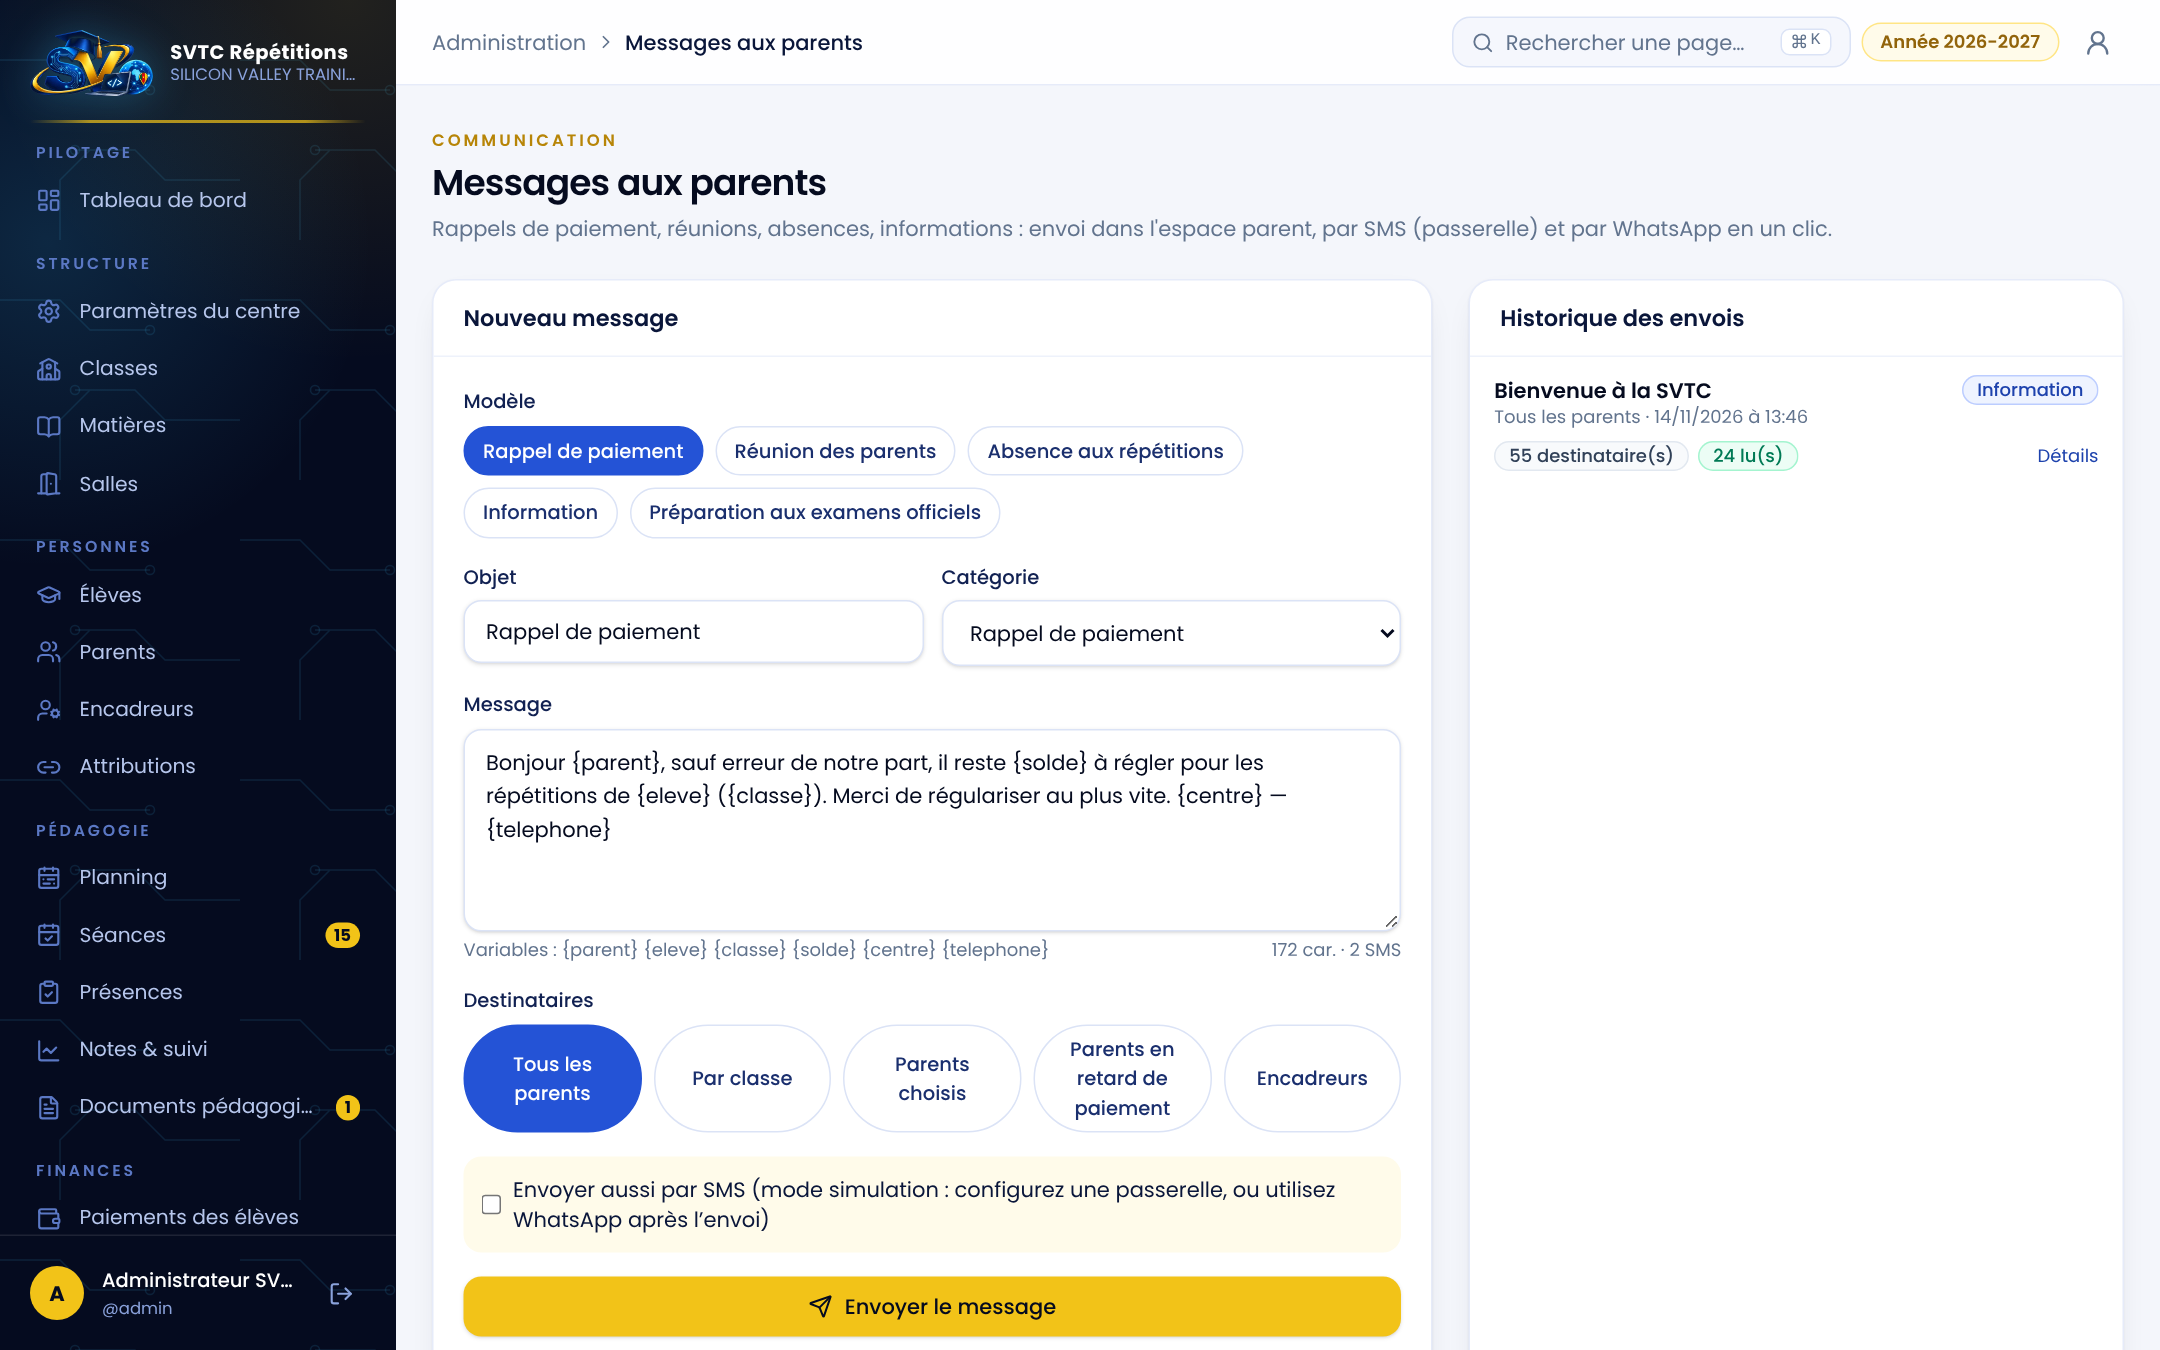 SVTC Répétitions
SILICON VALLEY TRAINI...
PILOTAGE
Tableau de bord
STRUCTURE
Paramètres du centre
Classes
Matières
Salles
PERSONNES
Élèves
Parents
Encadreurs
Attributions
PÉDAGOGIE
Planning
Séances 15
Présences
Notes & suivi
Documents pédagogi... 1
FINANCES
Paiements des élèves
A
Administrateur SV...
@admin
Administration > Messages aux parents
Rechercher une page... ⌘ K
Année 2026-2027
COMMUNICATION
Messages aux parents
Rappels de paiement, réunions, absences, informations : envoi dans l'espace parent, par SMS (passerelle) et par WhatsApp en un clic.
Nouveau message
Modèle
Rappel de paiement
Réunion des parents
Absence aux répétitions
Information
Préparation aux examens officiels
Objet
Rappel de paiement
Catégorie
Rappel de paiement
Message
Bonjour {parent}, sauf erreur de notre part, il reste {solde} à régler pour les
répétitions de {eleve} ({classe}). Merci de régulariser au plus vite. {centre} —
{telephone}
Variables : {parent} {eleve} {classe} {solde} {centre} {telephone}
172 car. · 2 SMS
Destinataires
Tous les
parents
Par classe
Parents
choisis
Parents en
retard de
paiement
Encadreurs
Envoyer aussi par SMS (mode simulation : configurez une passerelle, ou utilisez
WhatsApp après l’envoi)
Envoyer le message
Historique des envois
Bienvenue à la SVTC
Information
Tous les parents · 14/11/2026 à 13:46
55 destinataire(s)
24 lu(s)
Détails